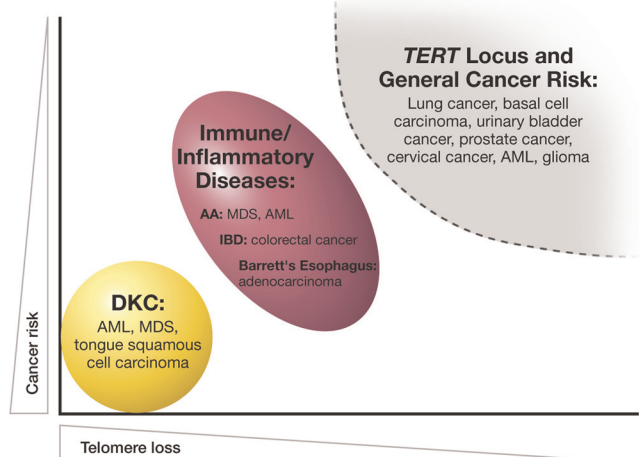 TERT Locus and
General Cancer Risk:
Lung cancer, basal cell
carcinoma, urinary bladder
cancer, prostate cancer,
cervical cancer, AML, glioma
Immune/
Inflammatory
Diseases:
AA: MDS, AML
IBD: colorectal cancer
Barrett's Esophagus:
adenocarcinoma
DKC:
AML, MDS,
tongue squamous
cell carcinoma
Cancer risk
Telomere loss